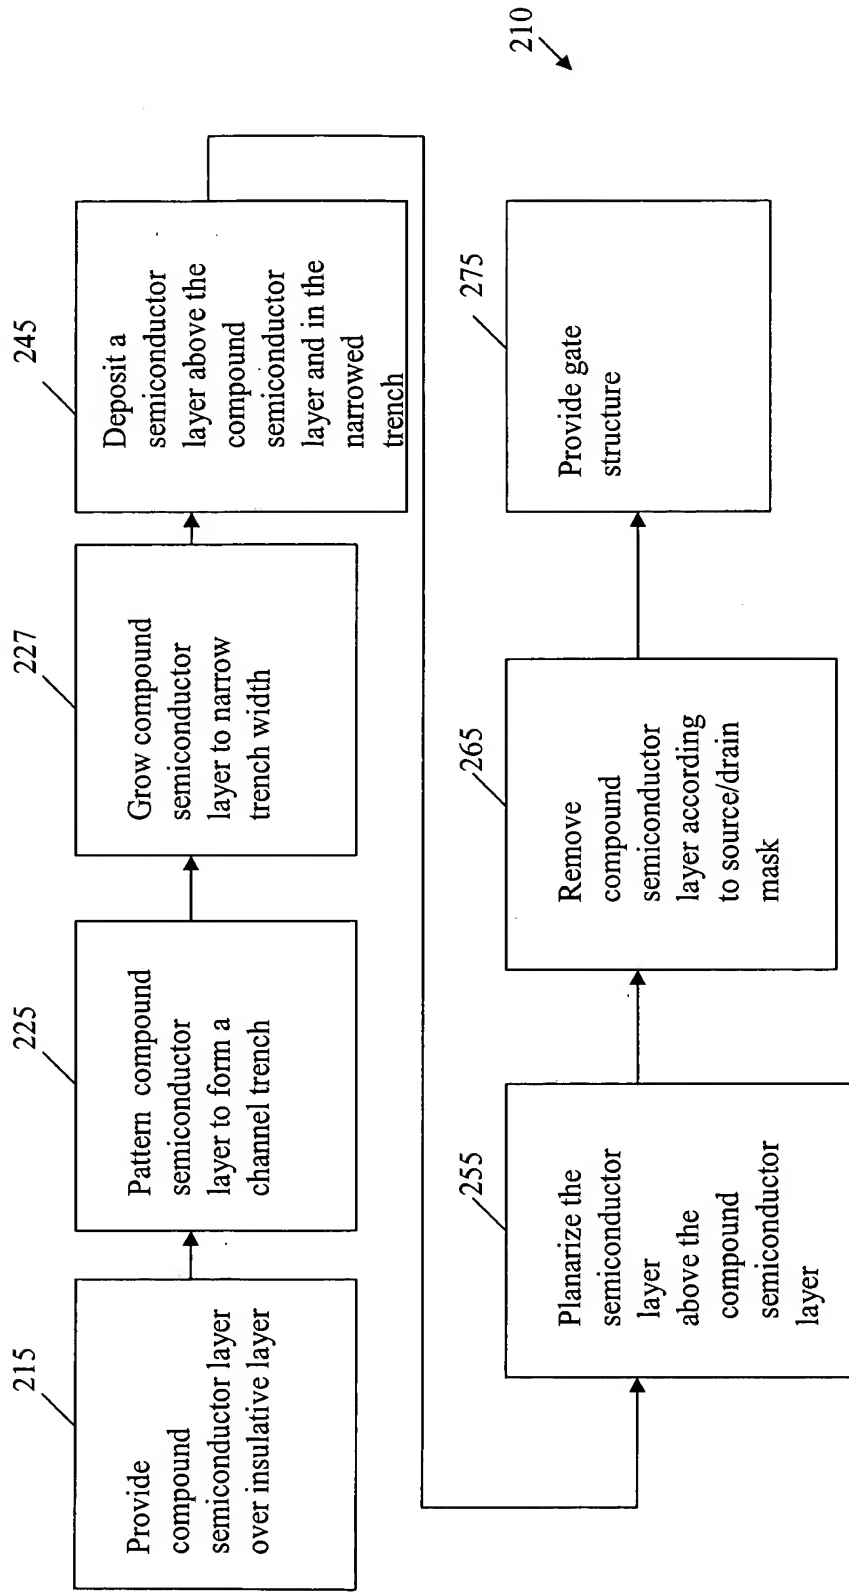 210
215
Provide
compound
semiconductor layer
over insulative layer
225
Pattern compound
semiconductor
layer to form a
channel trench
227
Grow compound
semiconductor
layer to narrow
trench width
245
Deposit a
semiconductor
layer above the
compound
semiconductor
layer and in the
narrowed
trench
255
Planarize the
semiconductor
layer
above the
compound
semiconductor
layer
265
Remove
compound
semiconductor
layer according
to source/drain
mask
275
Provide gate
structure